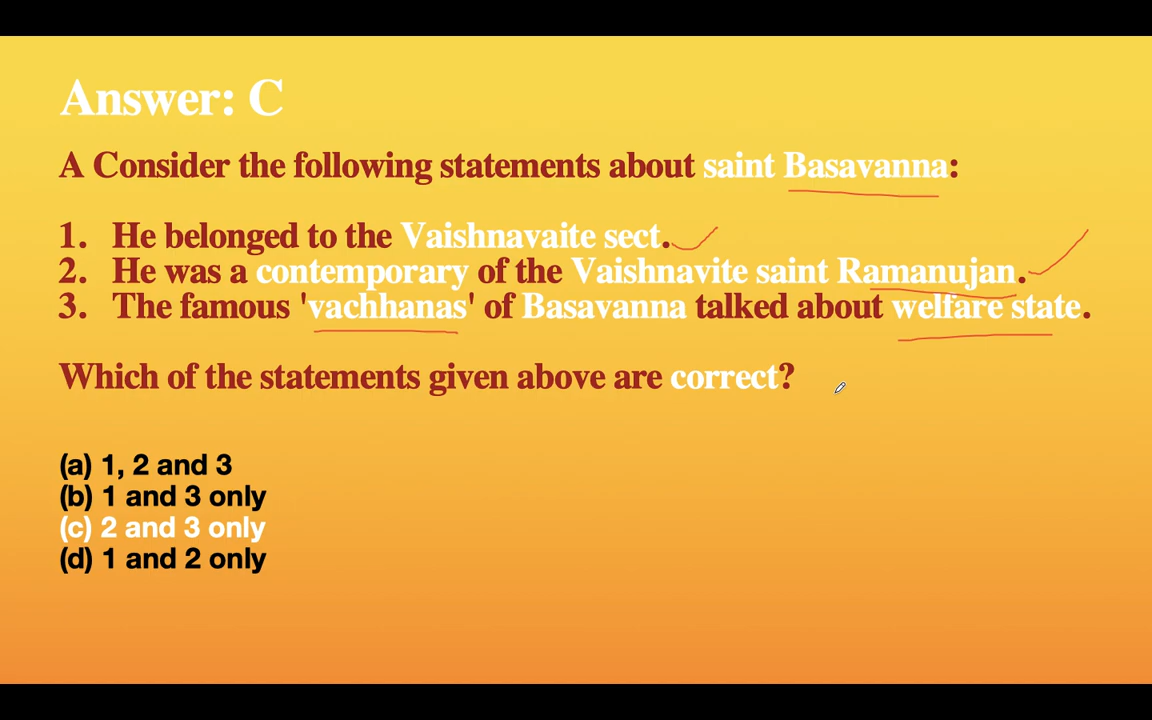 Answer: C
A Consider the following statements about saint Basavanna:
1. He belonged to the Vaishnavaite sect.
2. He was a contemporary of the Vaishnavite saint Ramanujan.
3. The famous 'vachhanas' of Basavanna talked about welfare state.
Which of the statements given above are correct?
(a) 1, 2 and 3
(b) 1 and 3 only
(c) 2 and 3 only
(d) 1 and 2 only